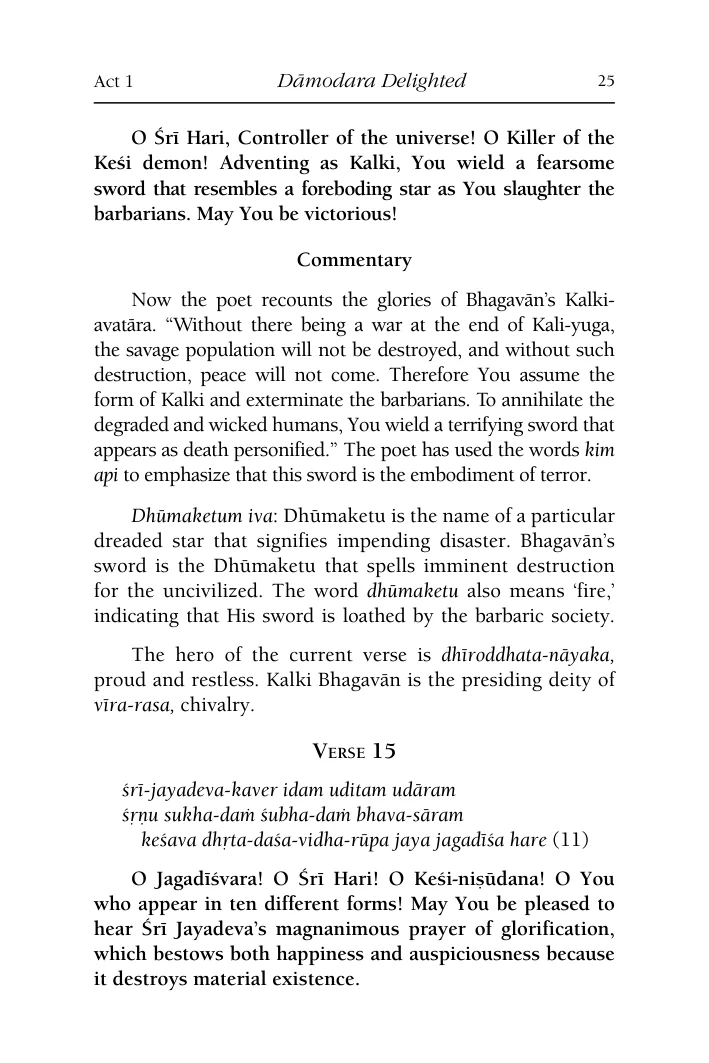 Act 1 Dāmodara Delighted 25
O Śrī Hari, Controller of the universe! O Killer of the
Keśi demon! Adventing as Kalki, You wield a fearsome
sword that resembles a foreboding star as You slaughter the
barbarians. May You be victorious!
Commentary
Now the poet recounts the glories of Bhagavān’s Kalki-
avatāra. “Without there being a war at the end of Kali-yuga,
the savage population will not be destroyed, and without such
destruction, peace will not come. Therefore You assume the
form of Kalki and exterminate the barbarians. To annihilate the
degraded and wicked humans, You wield a terrifying sword that
appears as death personified.” The poet has used the words kim
api to emphasize that this sword is the embodiment of terror.
Dhūmaketum iva: Dhūmaketu is the name of a particular
dreaded star that signifies impending disaster. Bhagavān’s
sword is the Dhūmaketu that spells imminent destruction
for the uncivilized. The word dhūmaketu also means ‘fire,’
indicating that His sword is loathed by the barbaric society.
The hero of the current verse is dhīroddhata-nāyaka,
proud and restless. Kalki Bhagavān is the presiding deity of
vīra-rasa, chivalry.
Verse 15
śrī-jayadeva-kaver idam uditam udāram
śṛṇu sukha-daṁ śubha-daṁ bhava-sāram
keśava dhṛta-daśa-vidha-rūpa jaya jagadīśa hare (11)
O Jagadīśvara! O Śrī Hari! O Keśi-niṣūdana! O You
who appear in ten different forms! May You be pleased to
hear Śrī Jayadeva’s magnanimous prayer of glorification,
which bestows both happiness and auspiciousness because
it destroys material existence.